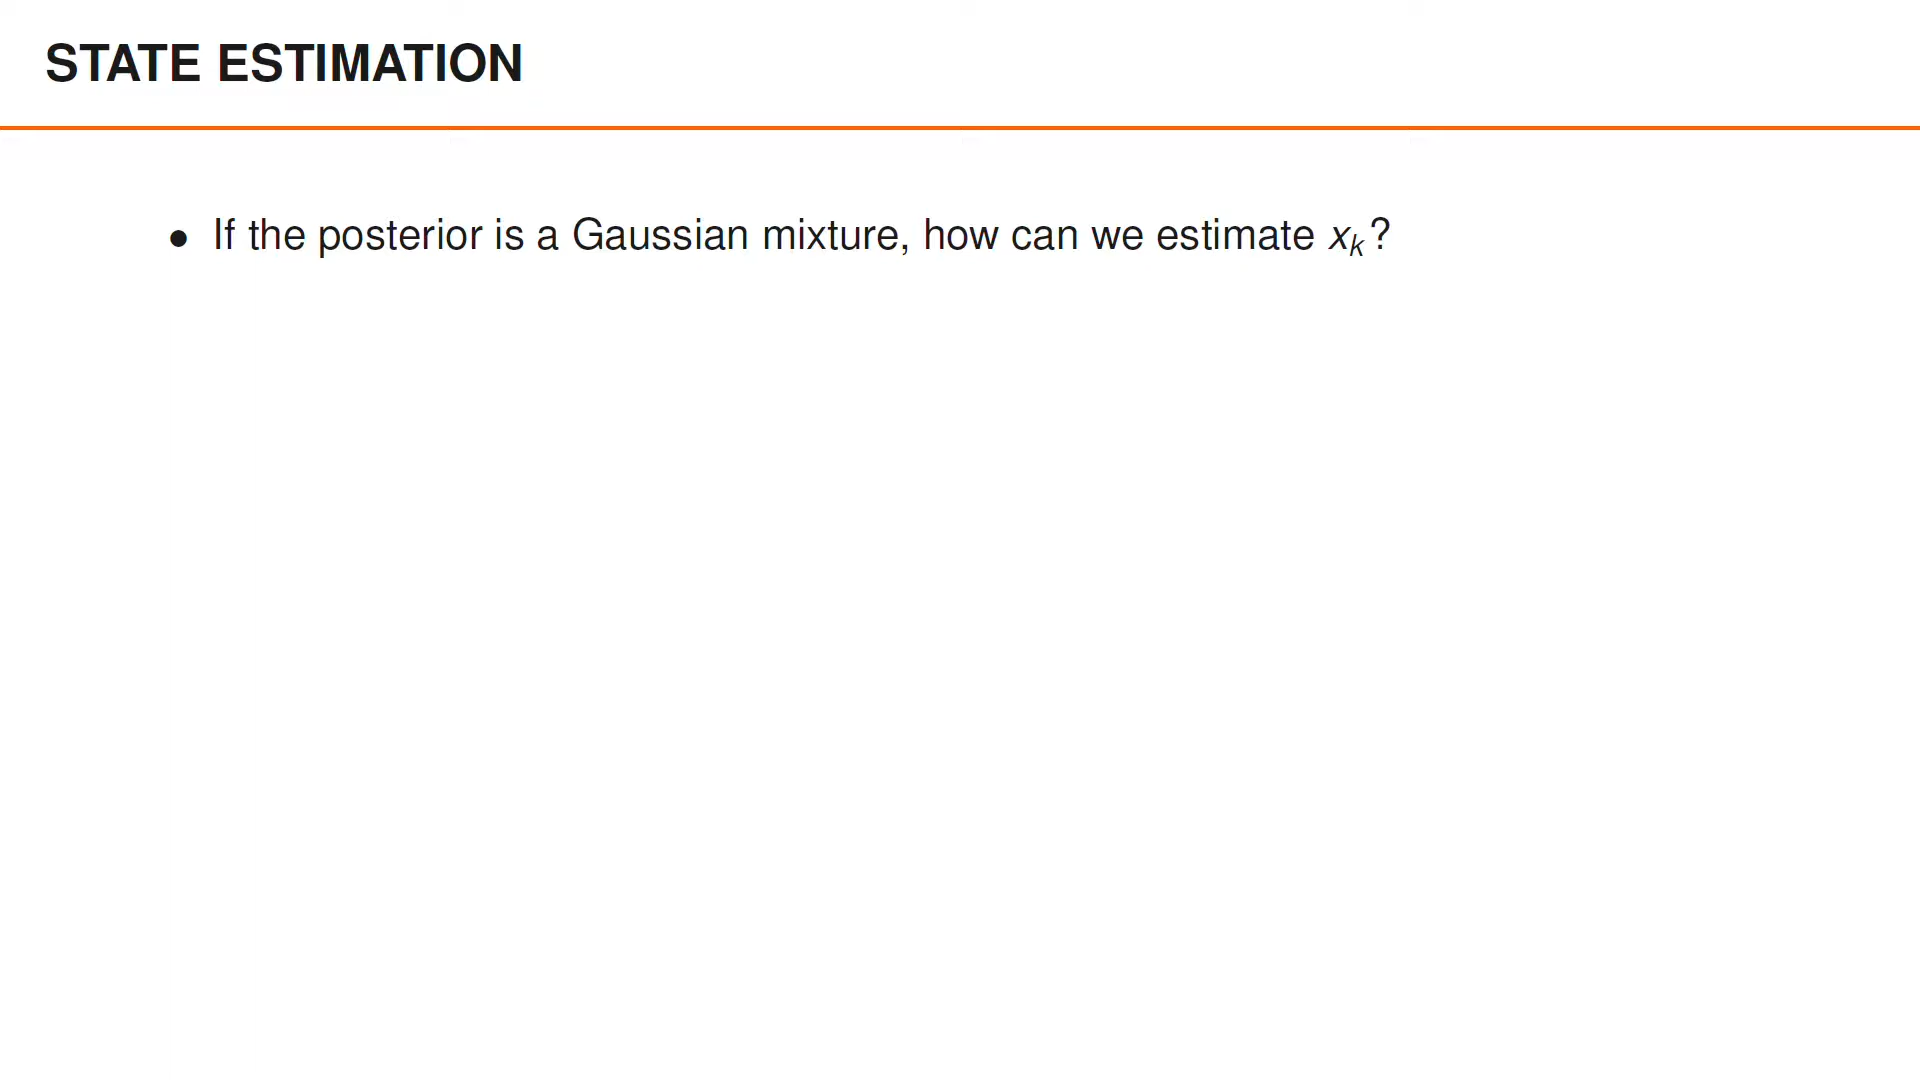 STATE ESTIMATION
• If the posterior is a Gaussian mixture, how can we estimate x_k?